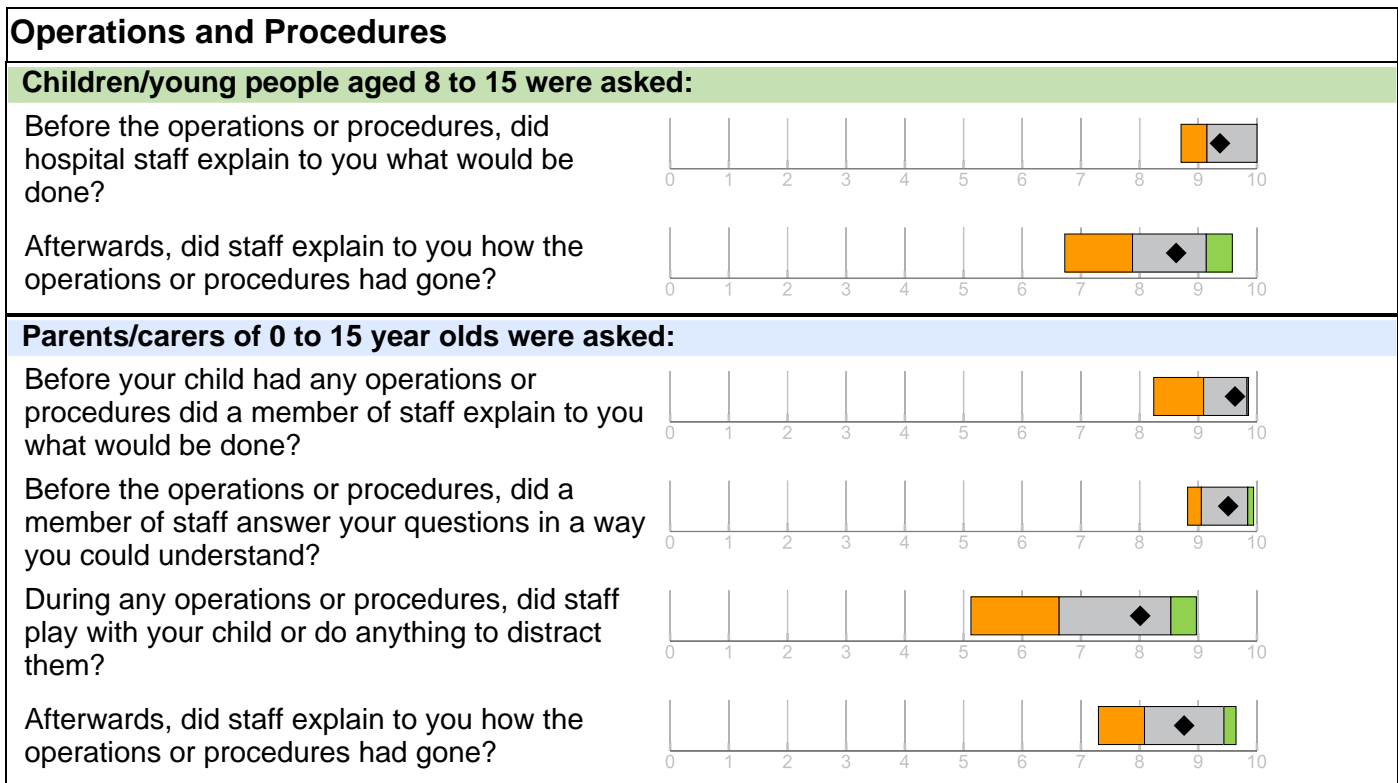 Operations and Procedures
Children/young people aged 8 to 15 were asked:
Before the operations or procedures, did
hospital staff explain to you what would be
done?
0 1 2 3 4 5 6 7 8 9 10
Afterwards, did staff explain to you how the
operations or procedures had gone?
0 1 2 3 4 5 6 7 8 9 10
Parents/carers of 0 to 15 year olds were asked:
Before your child had any operations or
procedures did a member of staff explain to you
what would be done?
0 1 2 3 4 5 6 7 8 9 10
Before the operations or procedures, did a
member of staff answer your questions in a way
you could understand?
0 1 2 3 4 5 6 7 8 9 10
During any operations or procedures, did staff
play with your child or do anything to distract
them?
0 1 2 3 4 5 6 7 8 9 10
Afterwards, did staff explain to you how the
operations or procedures had gone?
0 1 2 3 4 5 6 7 8 9 10